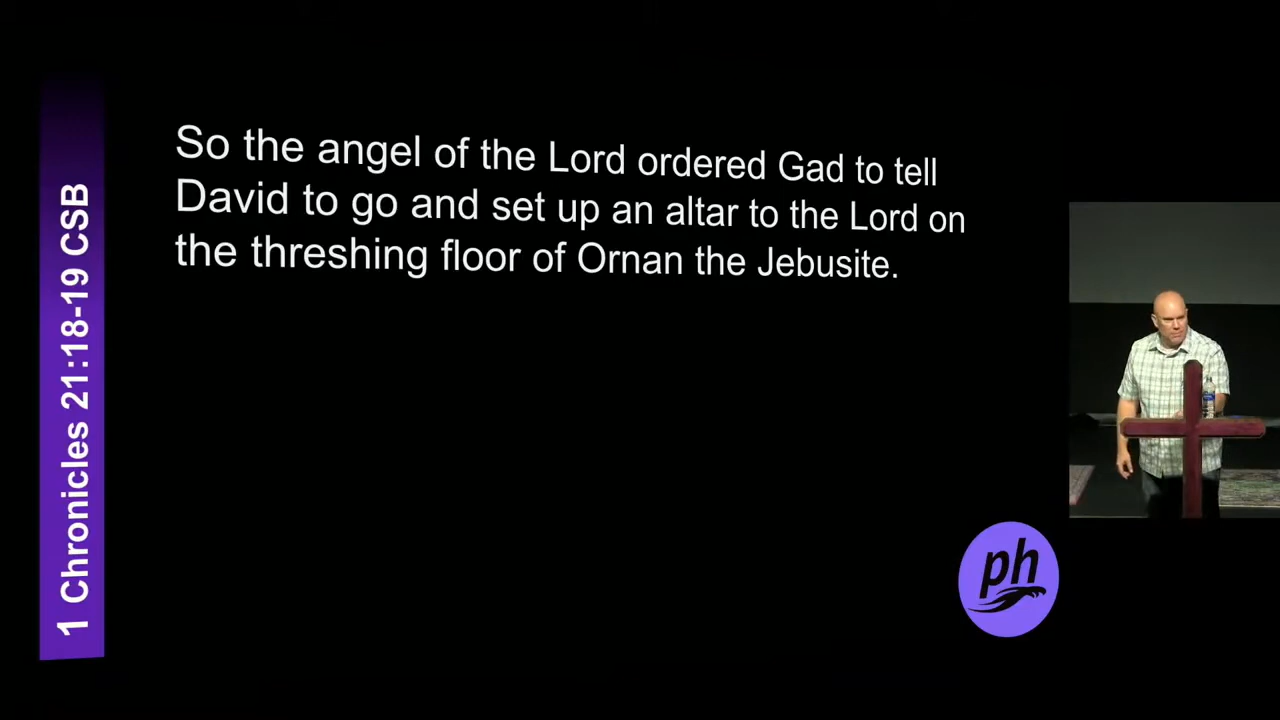 1 Chronicles 21:18-19 CSB
So the angel of the Lord ordered Gad to tell
David to go and set up an altar to the Lord on
the threshing floor of Ornan the Jebusite.
ph